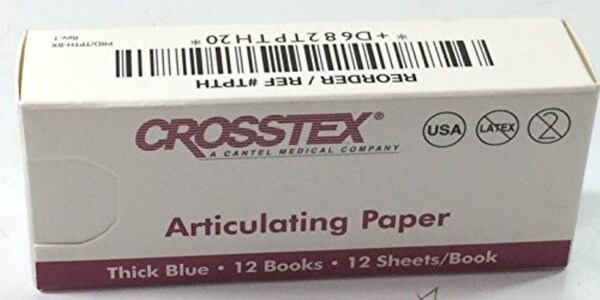 PRD/TPTH-BX
Rev. 1
*+D682TPTH20*
REORDER / REF #TPTH
CROSSTEX®
A CANTEL MEDICAL COMPANY
USA
LATEX
2
Articulating Paper
Thick Blue • 12 Books • 12 Sheets/Book